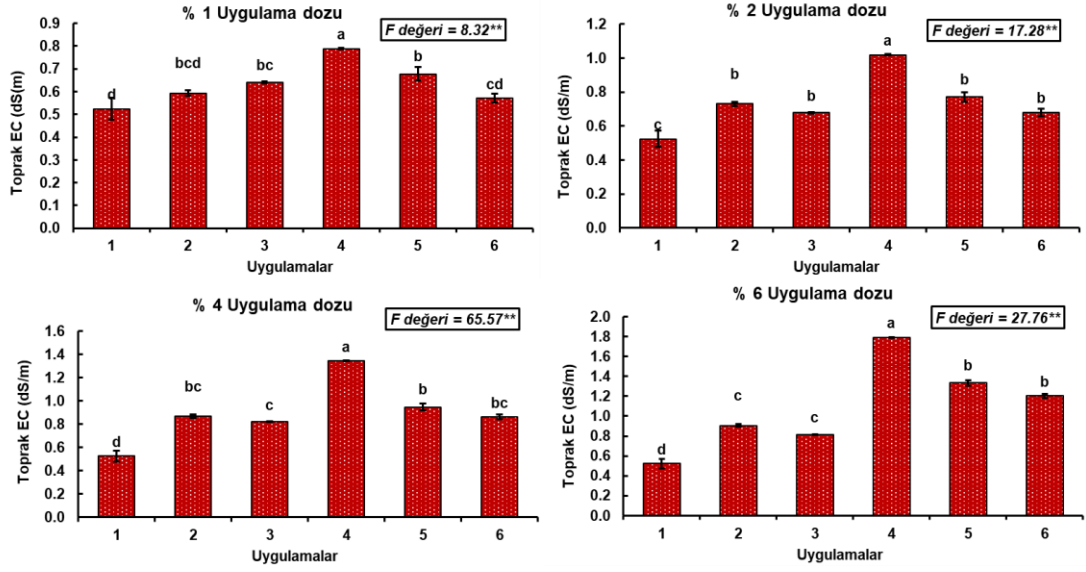 % 1 Uygulama dozu
F değeri = 8.32**
Toprak EC (dS(m)
0.9
0.8
0.7
0.6
0.5
0.4
0.3
0.2
0.1
0.0
d
bcd
bc
a
b
cd
1 2 3 4 5 6
Uygulamalar
% 2 Uygulama dozu
F değeri = 17.28**
Toprak EC (dS/m)
1.2
1.0
0.8
0.6
0.4
0.2
0.0
c
b
b
a
b
b
1 2 3 4 5 6
Uygulamalar
% 4 Uygulama dozu
F değeri = 65.57**
Toprak EC (dS/m)
1.6
1.4
1.2
1.0
0.8
0.6
0.4
0.2
0.0
d
bc
c
a
b
bc
1 2 3 4 5 6
Uygulamalar
% 6 Uygulama dozu
F değeri = 27.76**
Toprak EC (dS/m)
2.0
1.8
1.6
1.4
1.2
1.0
0.8
0.6
0.4
0.2
0.0
d
c
c
a
b
b
1 2 3 4 5 6
Uygulamalar